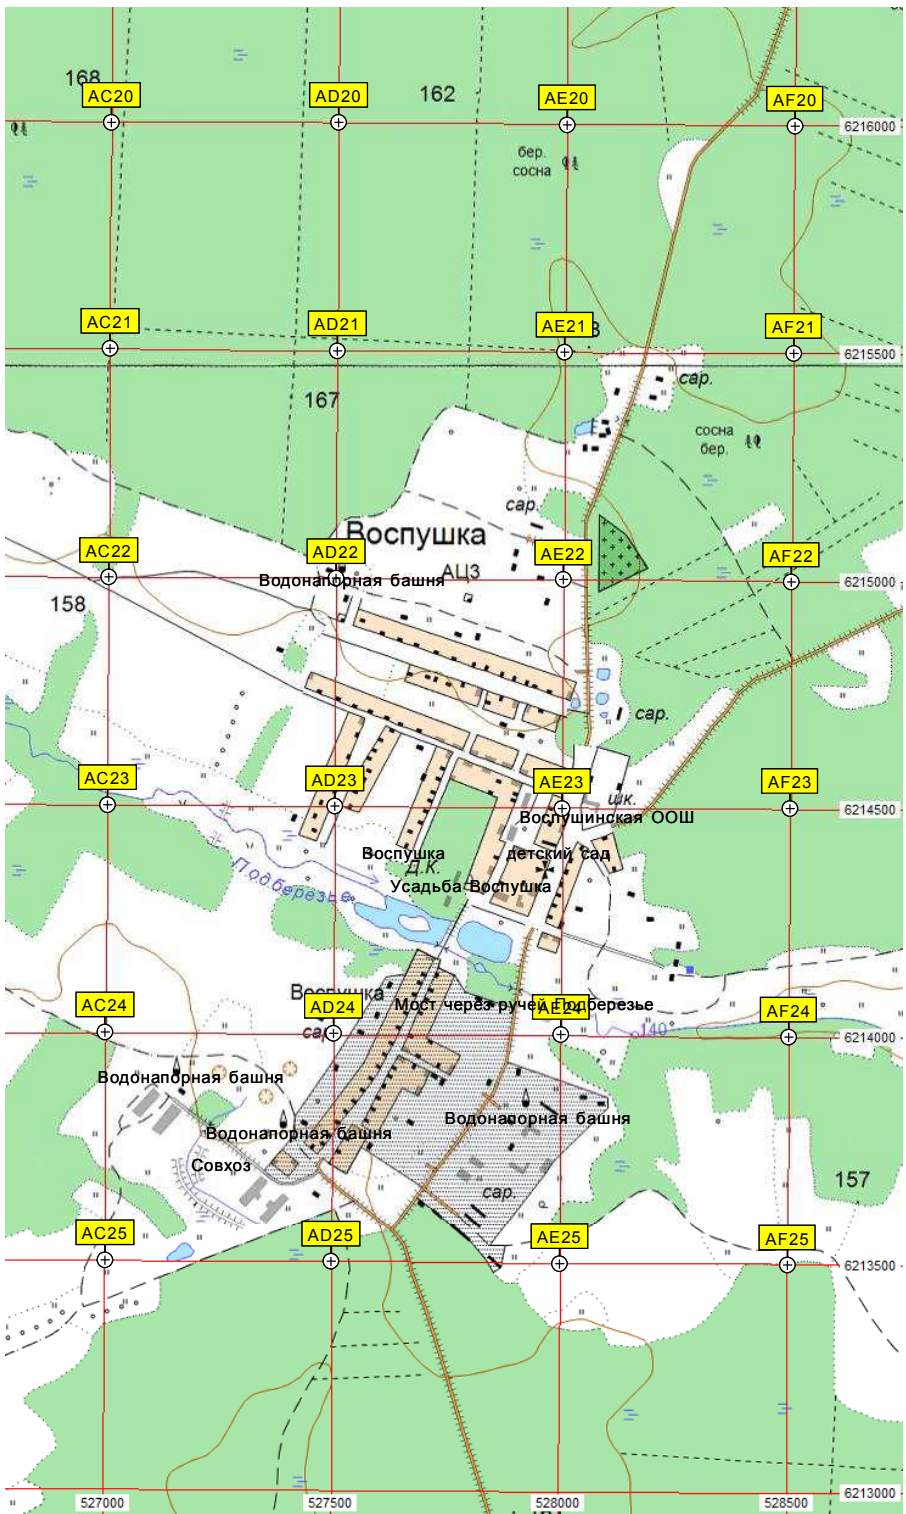 168
AC20
AD20
162
AE20
AF20
6216000
бер.
сосна
AC21
AD21
AE21
AF21
6215500
167
сар.
сосна
бер.
сар.
Воспушка
AC22
AD22
AE22
AF22
АЦЗ
Водонапорная башня
6215000
158
сар.
AC23
AD23
AE23
AF23
шк.
6214500
Воспушинская ООШ
Воспушка
детский сад
Д.К.
Подберезье
Усадьба Воспушка
Воспушка
AC24
AD24
Мост через ручей Подберезье
AE24
AF24
сар.
140
6214000
Водонапорная башня
Водонапорная башня
Водонапорная башня
Совхоз
157
сар.
AC25
AD25
AE25
AF25
6213500
6213000
527000
527500
528000
528500